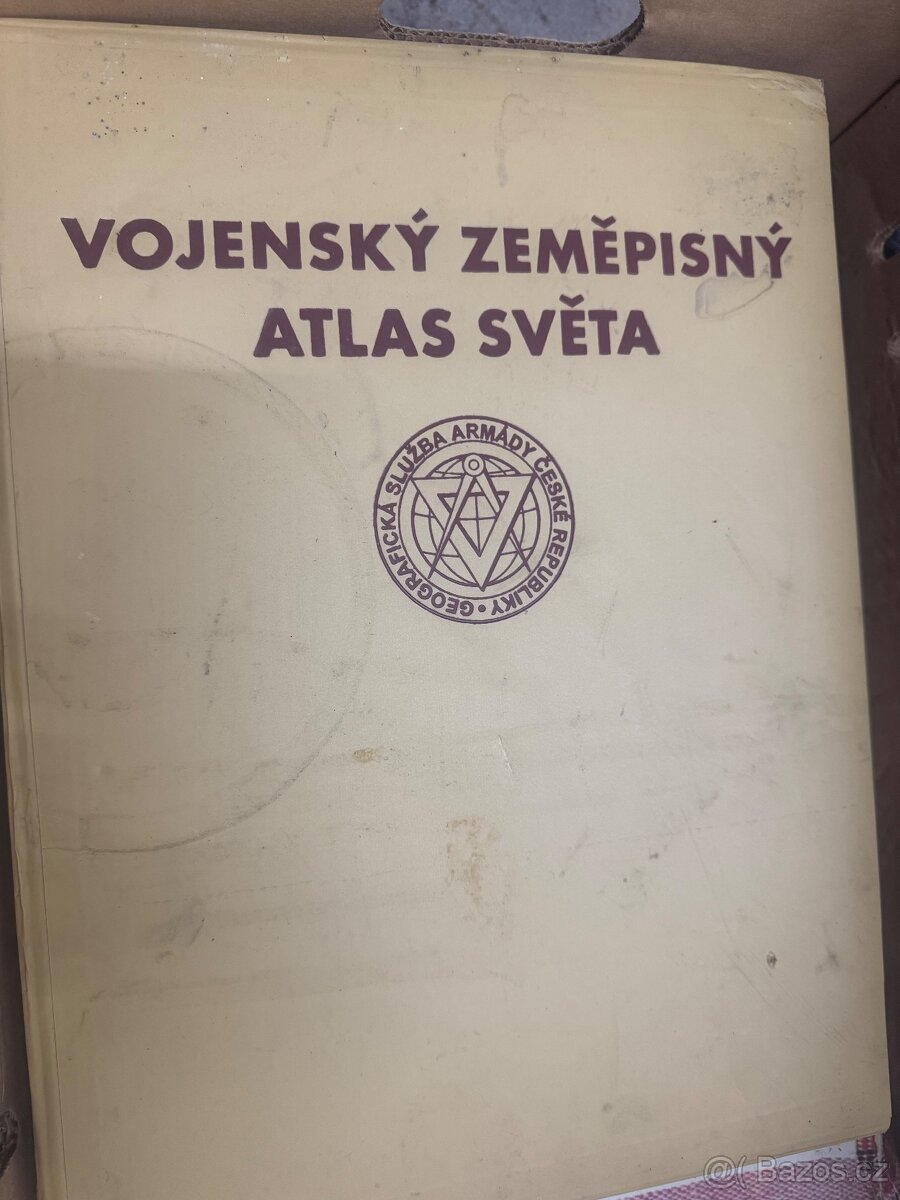 VOJENSKÝ ZEMĚPISNÝ
ATLAS SVĚTA
GEOGRAFICKÁ SLUŽBA ARMÁDY ČESKÉ REPUBLIKY •
@( Bazos.cz